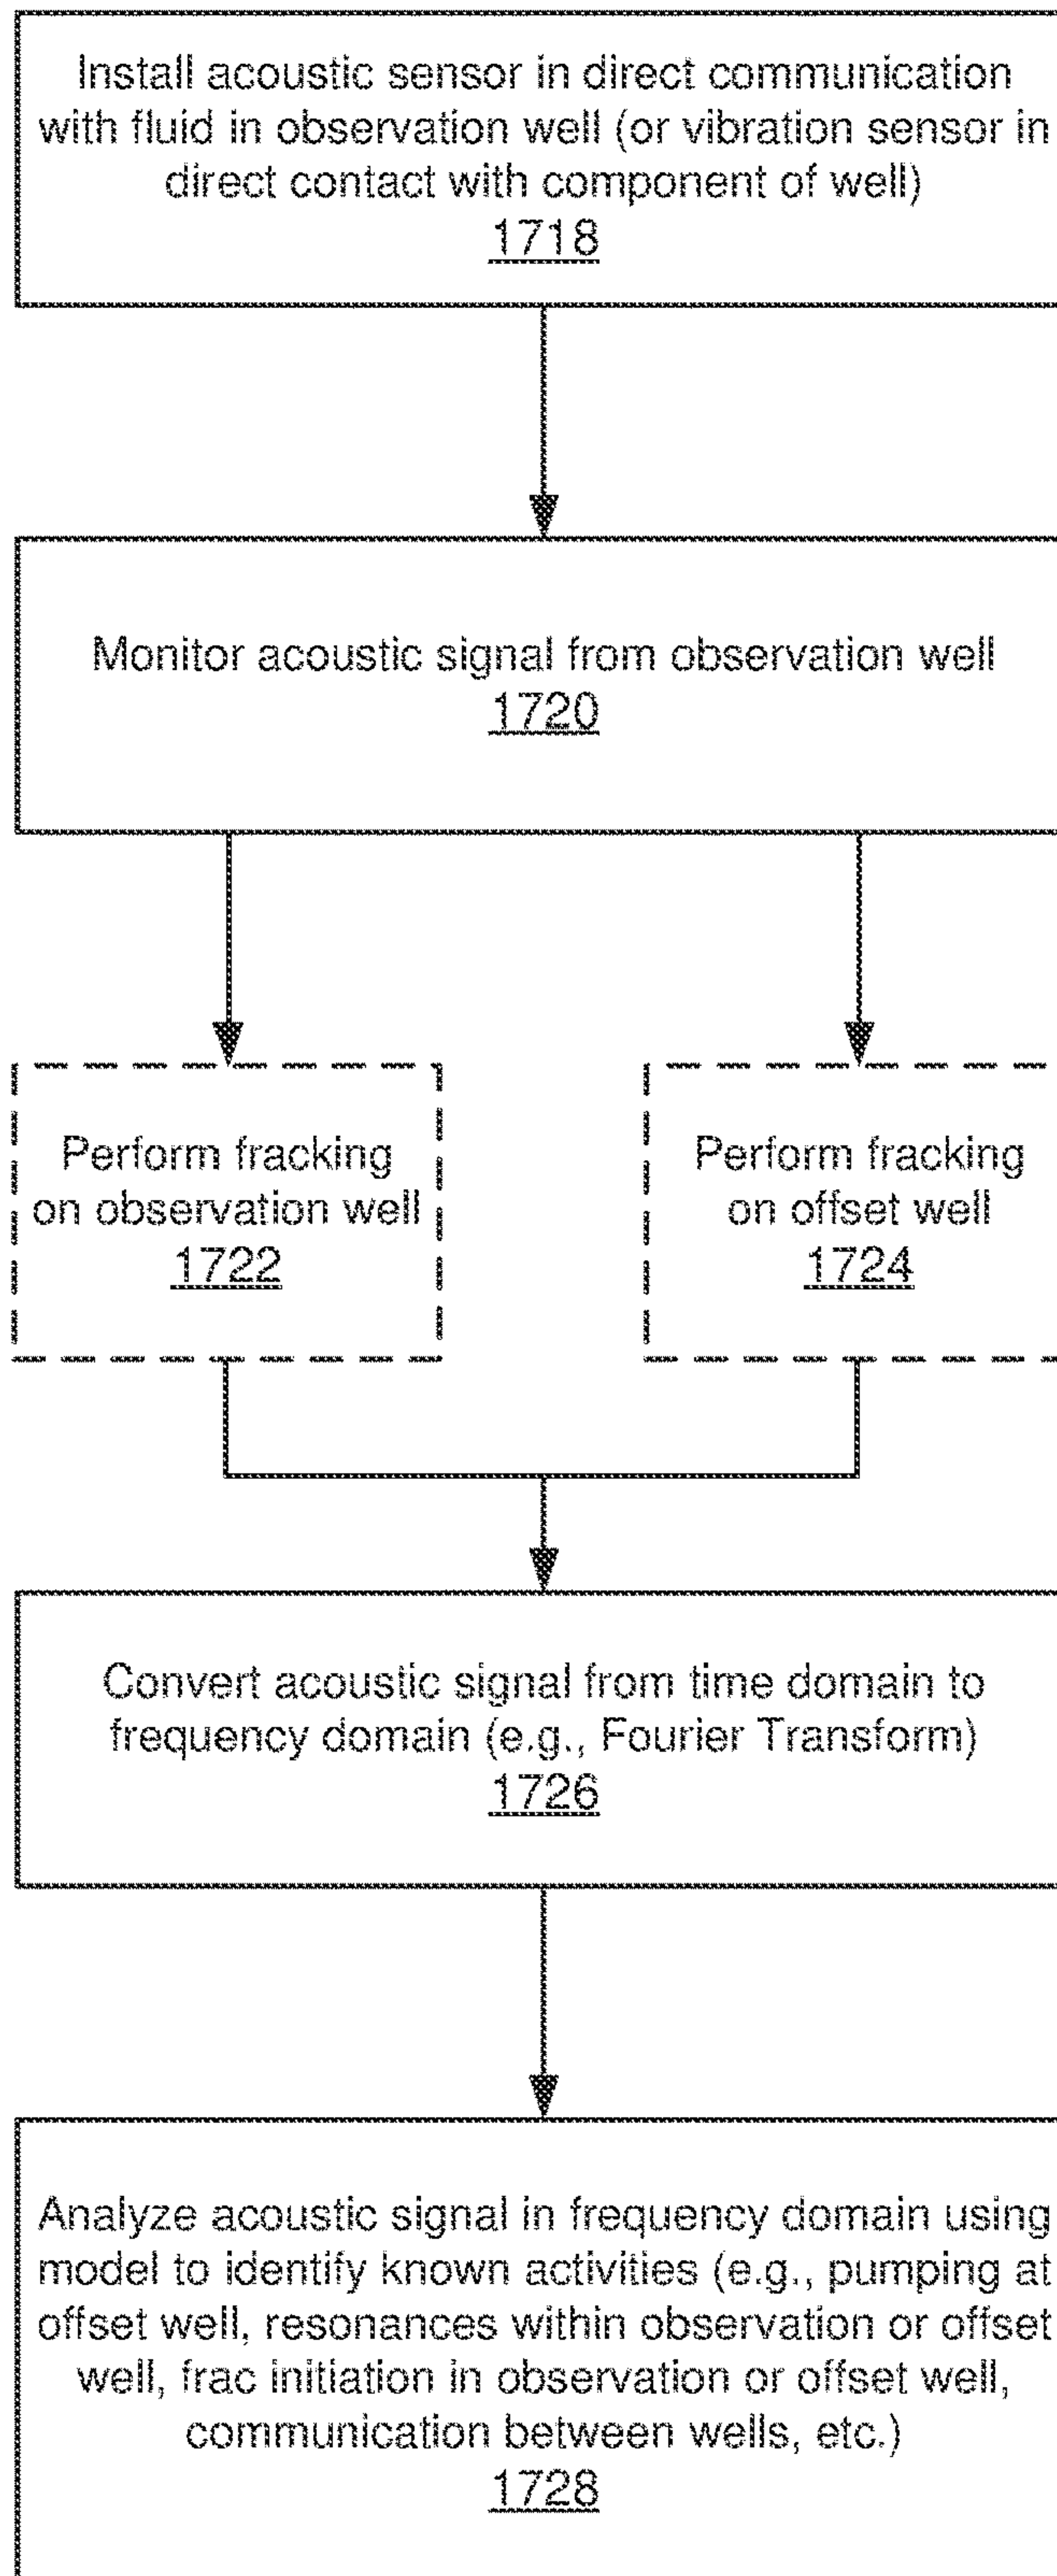 Install acoustic sensor in direct communication
with fluid in observation well (or vibration sensor in
direct contact with component of well)
1718
Monitor acoustic signal from observation well
1720
Perform fracking
on observation well
1722
Perform fracking
on offset well
1724
Convert acoustic signal from time domain to
frequency domain (e.g., Fourier Transform)
1726
Analyze acoustic signal in frequency domain using
model to identify known activities (e.g., pumping at
offset well, resonances within observation or offset
well, frac initiation in observation or offset well,
communication between wells, etc.)
1728